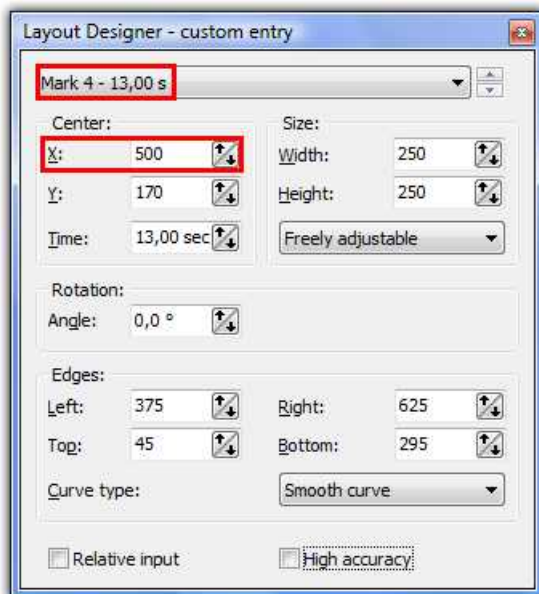 Layout Designer - custom entry
Mark 4 - 13,00 s
Center:
X: 500
Y: 170
Time: 13,00 sec
Size:
Width: 250
Height: 250
Freely adjustable
Rotation:
Angle: 0,0 °
Edges:
Left: 375 Right: 625
Top: 45 Bottom: 295
Curve type: Smooth curve
Relative input High accuracy